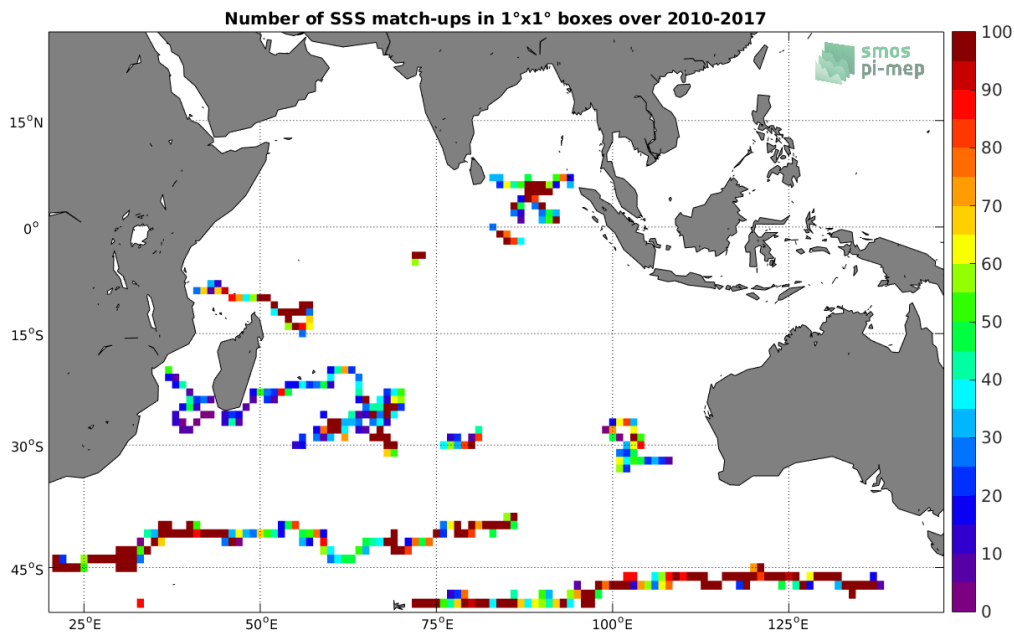 Number of SSS match-ups in 1°x1° boxes over 2010-2017
smos
pi-mep
100
90
80
70
60
50
40
30
20
10
0
15°N
0°
15°S
30°S
45°S
25°E
50°E
75°E
100°E
125°E